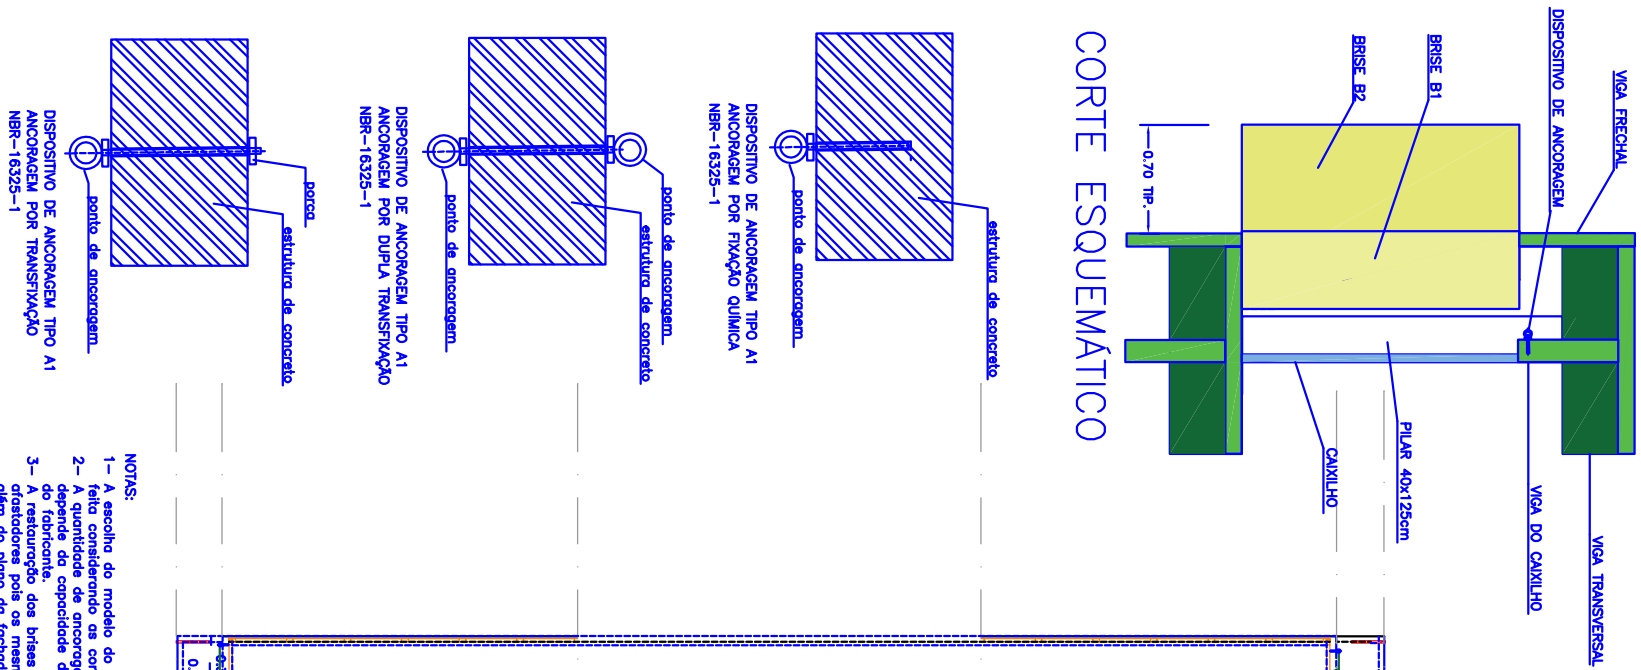 VIGA TRANSVERSAL
VIGA FRECHAL
DISPOSITIVO DE ANCORAGEM
VIGA DO CAIXILHO
BRISE B1
PILAR 40x125cm
BRISE B2
CAIXILHO
0.70 TIP.
CORTE ESQUEMÁTICO
estrutura de concreto
ponto de ancoragem
DISPOSITIVO DE ANCORAGEM TIPO A1
ANCORAGEM POR FIXAÇÃO QUÍMICA
NBR-16325-1
ponto de ancoragem
estrutura de concreto
ponto de ancoragem
DISPOSITIVO DE ANCORAGEM TIPO A1
ANCORAGEM POR DUPLA TRANSFIXAÇÃO
NBR-16325-1
porca
estrutura de concreto
ponto de ancoragem
DISPOSITIVO DE ANCORAGEM TIPO A1
ANCORAGEM POR TRANSFIXAÇÃO
NBR-16325-1
NOTAS:
1- A escolha do modelo do
feita considerando as
2- A quantidade de
depende da capacidade
do fabricante.
3- A restauração dos brises
afastadores pois os
além do plano da
0.